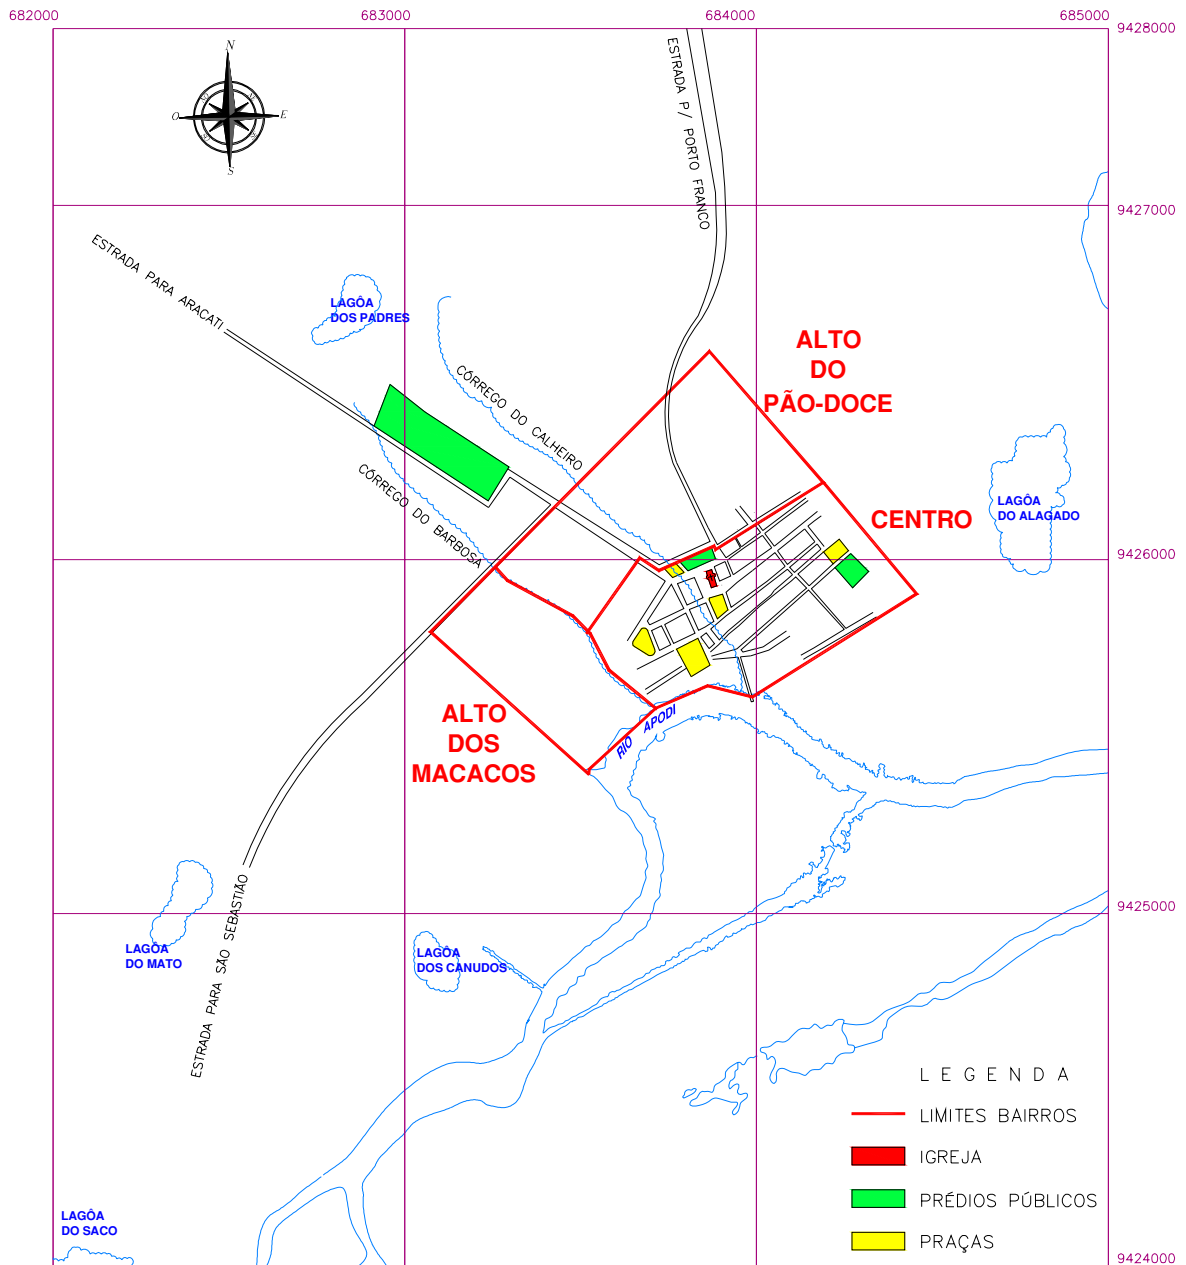 682000
683000
684000
685000
9428000
N
O
E
S
ESTRADA P/ PORTO FRANCO
9427000
ESTRADA PARA ARACATI
LAGÔA
DOS PADRES
ALTO
DO
PÃO-DOCE
CÓRREGO DO CALHEIRO
CÓRREGO DO BARBOSA
LAGÔA
DO ALAGADO
CENTRO
9426000
ALTO
DOS
MACACOS
RIO APODI
ESTRADA PARA SÃO SEBASTIÃO
9425000
LAGÔA
DO MATO
LAGÔA
DOS CANUDOS
LEGENDA
LIMITES BAIRROS
IGREJA
PRÉDIOS PÚBLICOS
PRAÇAS
LAGÔA
DO SACO
9424000